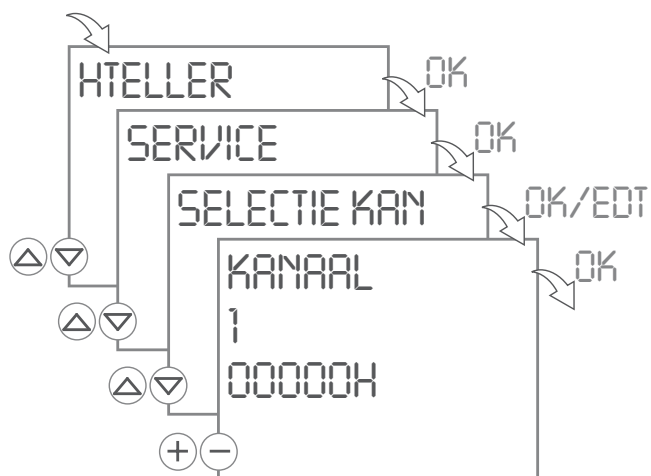 HTELLER
OK
SERVICE
OK
SELECTIE KAN
OK/EDT
KANAAL
OK
1
00000H